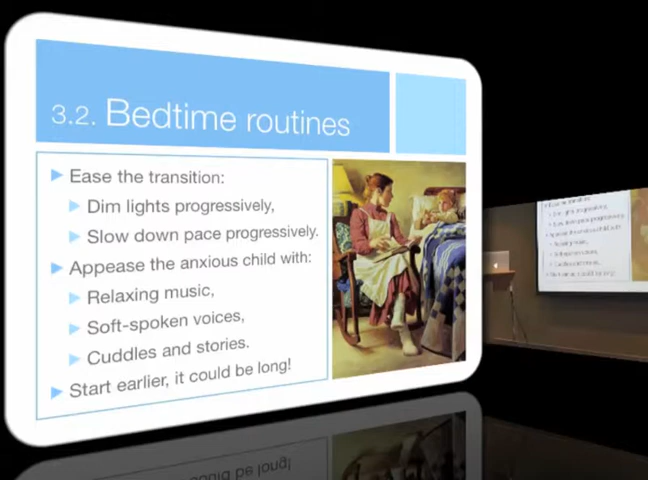 3.2. Bedtime routines
Ease the transition:
Dim lights progressively,
Slow down pace progressively.
Appease the anxious child with:
Relaxing music,
Soft-spoken voices,
Cuddles and stories.
Start earlier, it could be long!